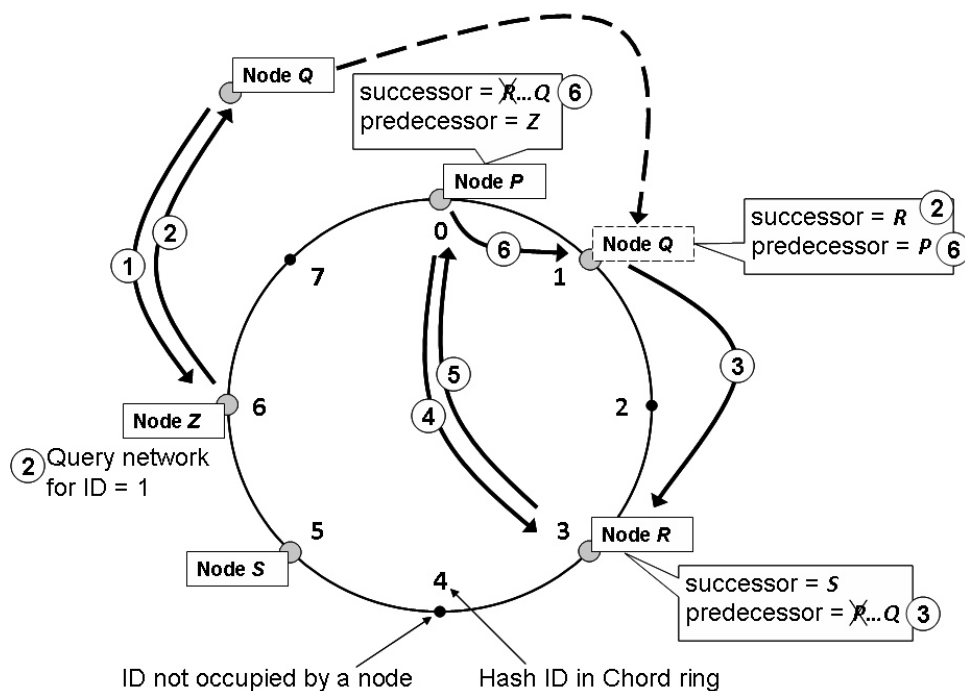 Node Q
successor = R...Q 6
predecessor = Z
Node P
0
6
1
Node Q
successor = R 2
predecessor = P 6
1
2
7
3
5
4
2
6
Node Z
2 Query network
for ID = 1
5
Node S
3
Node R
4
successor = S
predecessor = P...Q 3
ID not occupied by a node
Hash ID in Chord ring